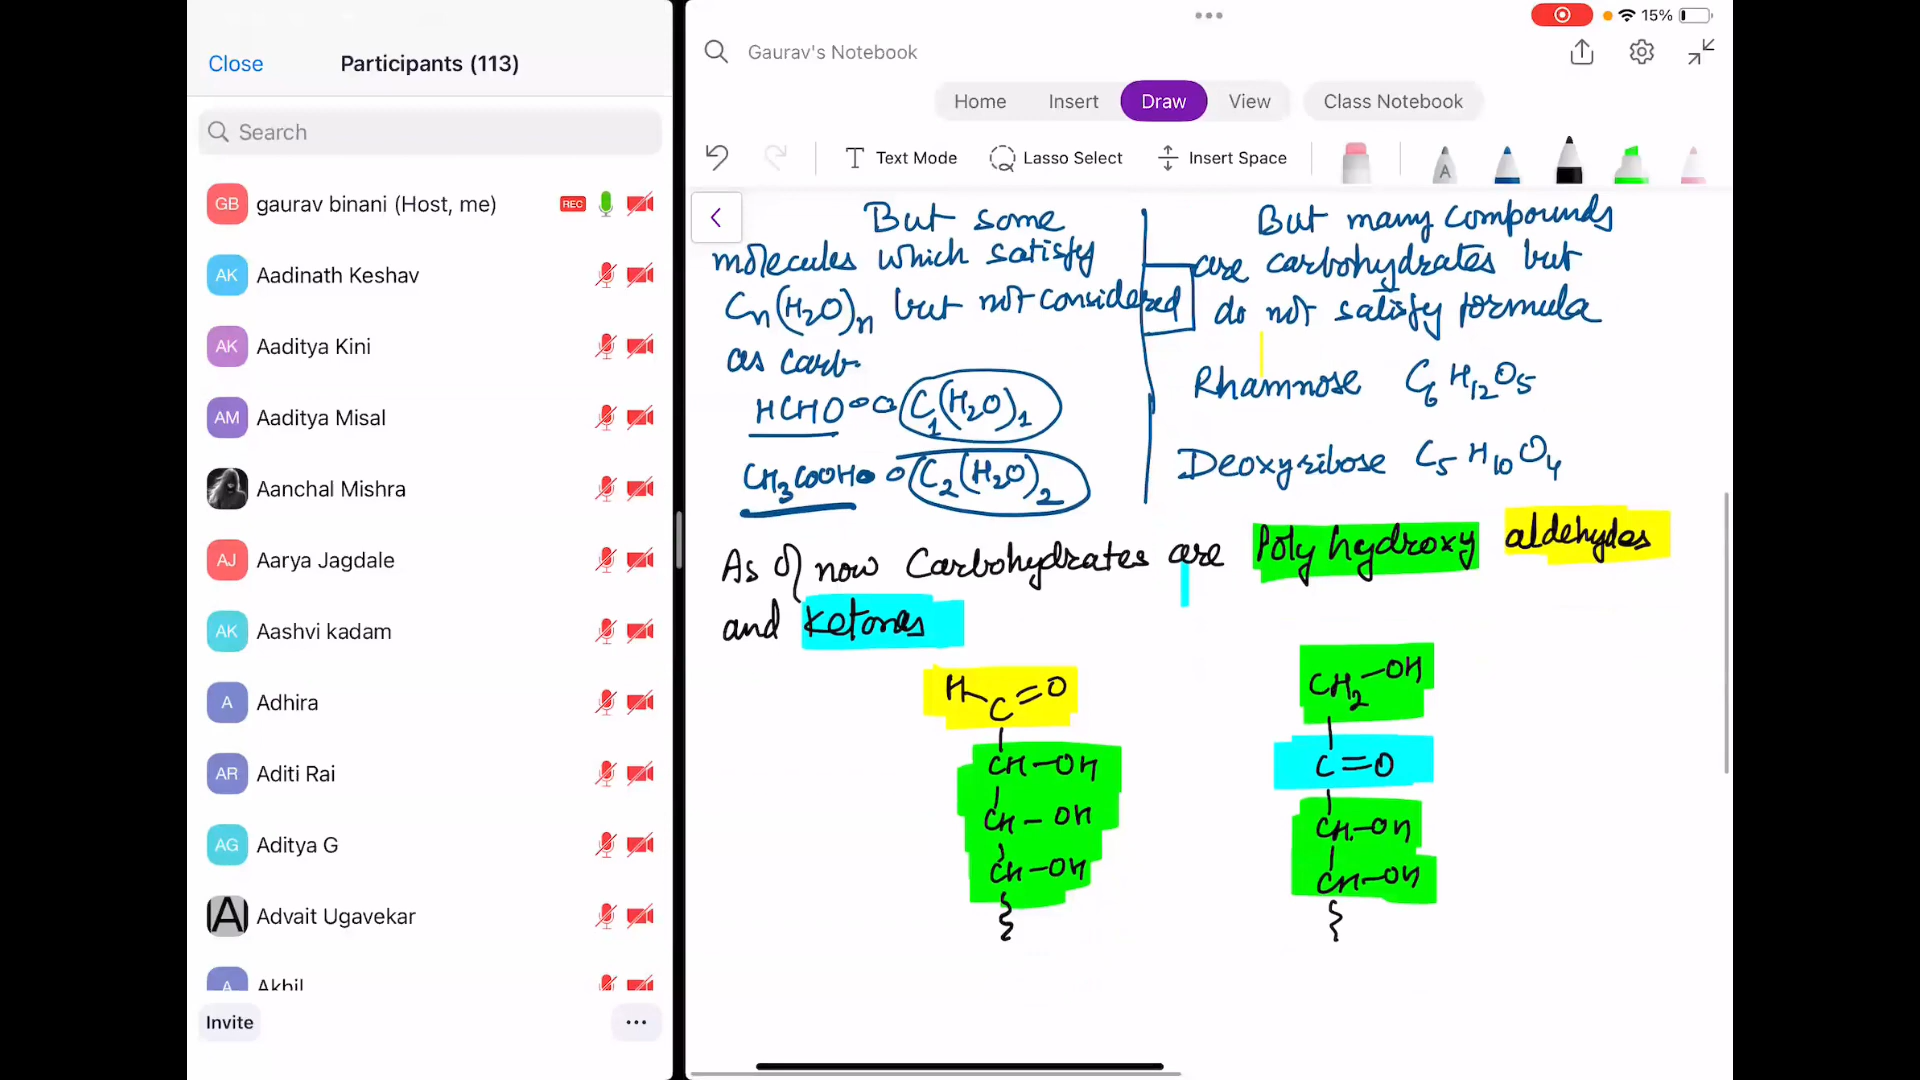 15%
Close
Participants (113)
Search
GB gaurav binani (Host, me) REC
AK Aadinath Keshav
AK Aaditya Kini
AM Aaditya Misal
Aanchal Mishra
AJ Aarya Jagdale
AK Aashvi kadam
A Adhira
AR Aditi Rai
AG Aditya G
A Advait Ugavekar
A Akhil
Invite
Gaurav's Notebook
Home Insert Draw View Class Notebook
Text Mode Lasso Select Insert Space A
But some
molecules which satisfy
Cn(H2O)n but not considered
as carb.
HCHO C1(H2O)1
CH3COOH C2(H2O)2
But many compounds
are carbohydrates but
do not satisfy formula
Rhamnose C6H12O5
Deoxyribose C5H10O4
As of now Carbohydrates are Poly hydroxy aldehydes
and ketones
H-C=O
CH-OH
CH-OH
CH-OH
CH2-OH
C=O
CH-OH
CH-OH